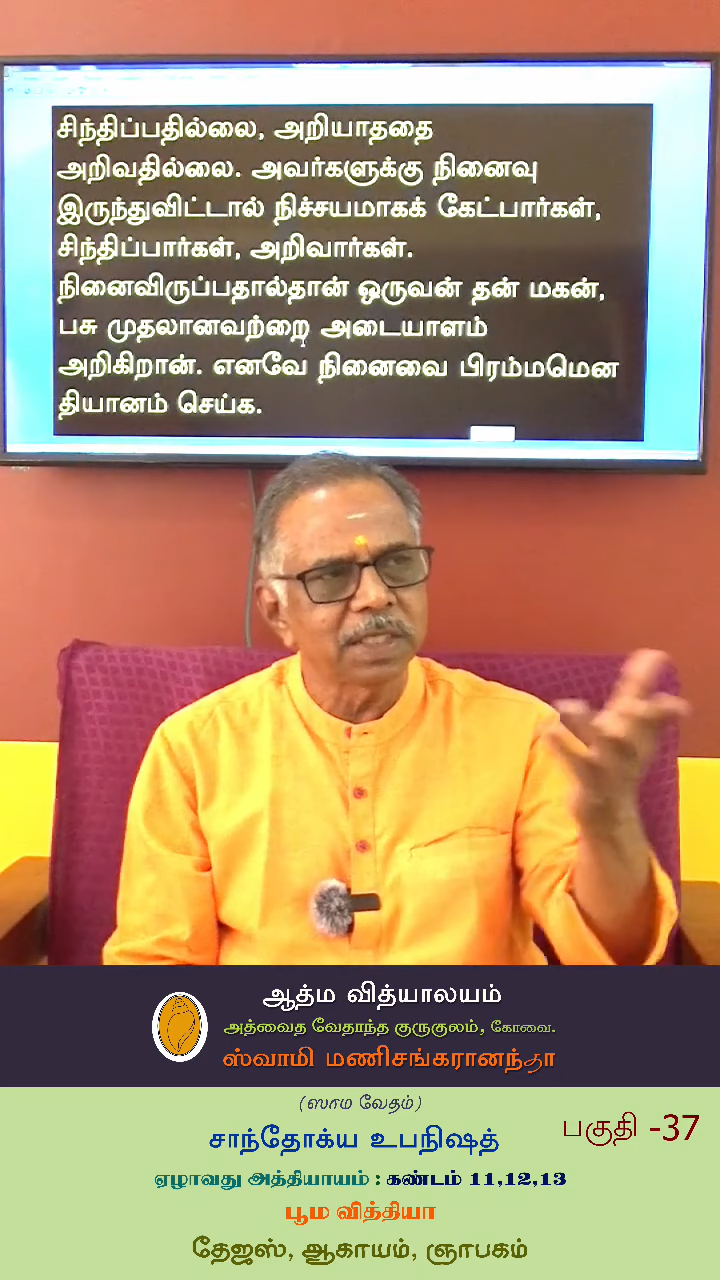 சிந்திப்பதில்லை, அறியாததை
அறிவதில்லை. அவர்களுக்கு நினைவு
இருந்துவிட்டால் நிச்சயமாகக் கேட்பார்கள்,
சிந்திப்பார்கள், அறிவார்கள்.
நினைவிருப்பதால்தான் ஒருவன் தன் மகன்,
பசு முதலானவற்றை அடையாளம்
அறிகிறான். எனவே நினைவை பிரம்மமென
தியானம் செய்க.
ஆத்ம வித்யாலயம்
அத்வைத வேதாந்த குருகுலம், கோவை.
ஸ்வாமி மணிசங்கரானந்தா
(ஸாம வேதம்)
சாந்தோக்ய உபநிஷத்
பகுதி -37
ஏழாவது அத்தியாயம் : கண்டம் 11,12,13
பூம வித்தியா
தேஜஸ், ஆகாயம், ஞாபகம்